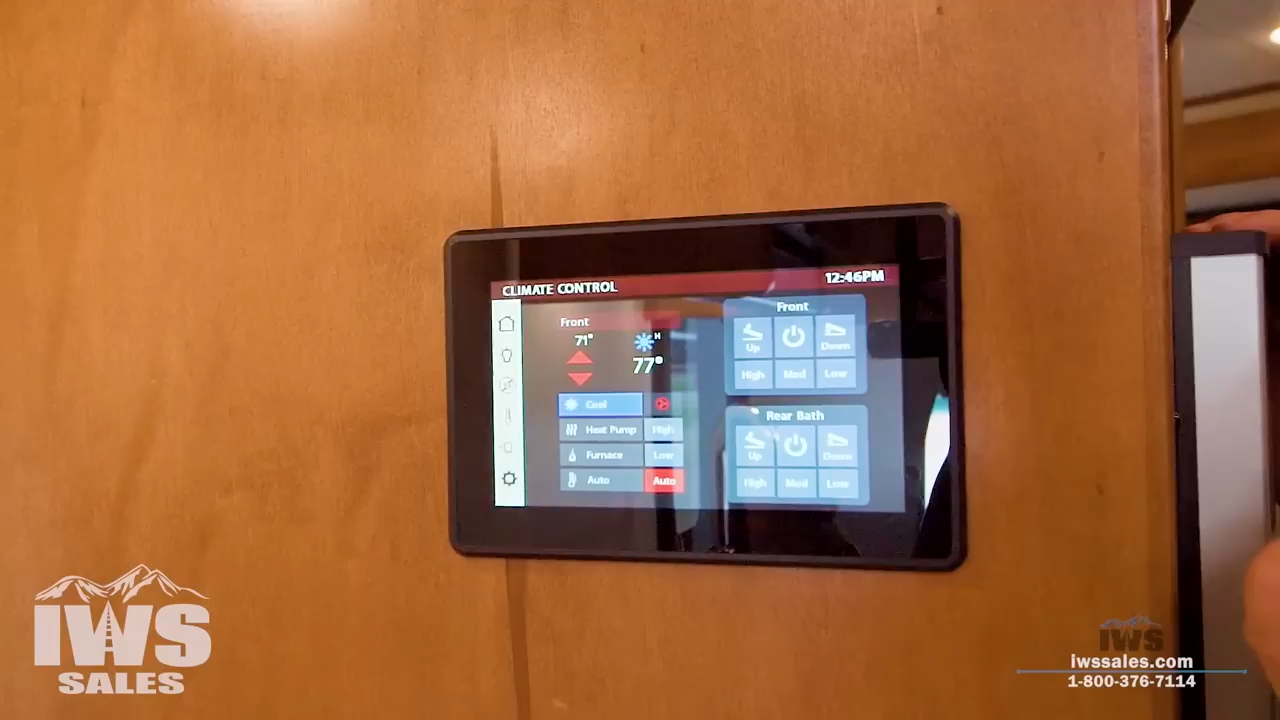 CLIMATE CONTROL
12:46PM
Front
71°
H
77°
Cool
Heat Pump
High
Furnace
Low
Auto
Auto
Front
Up
Down
High
Med
Low
Rear Bath
Up
Down
High
Med
Low
IWS
SALES
IWS
iwssales.com
1-800-376-7114